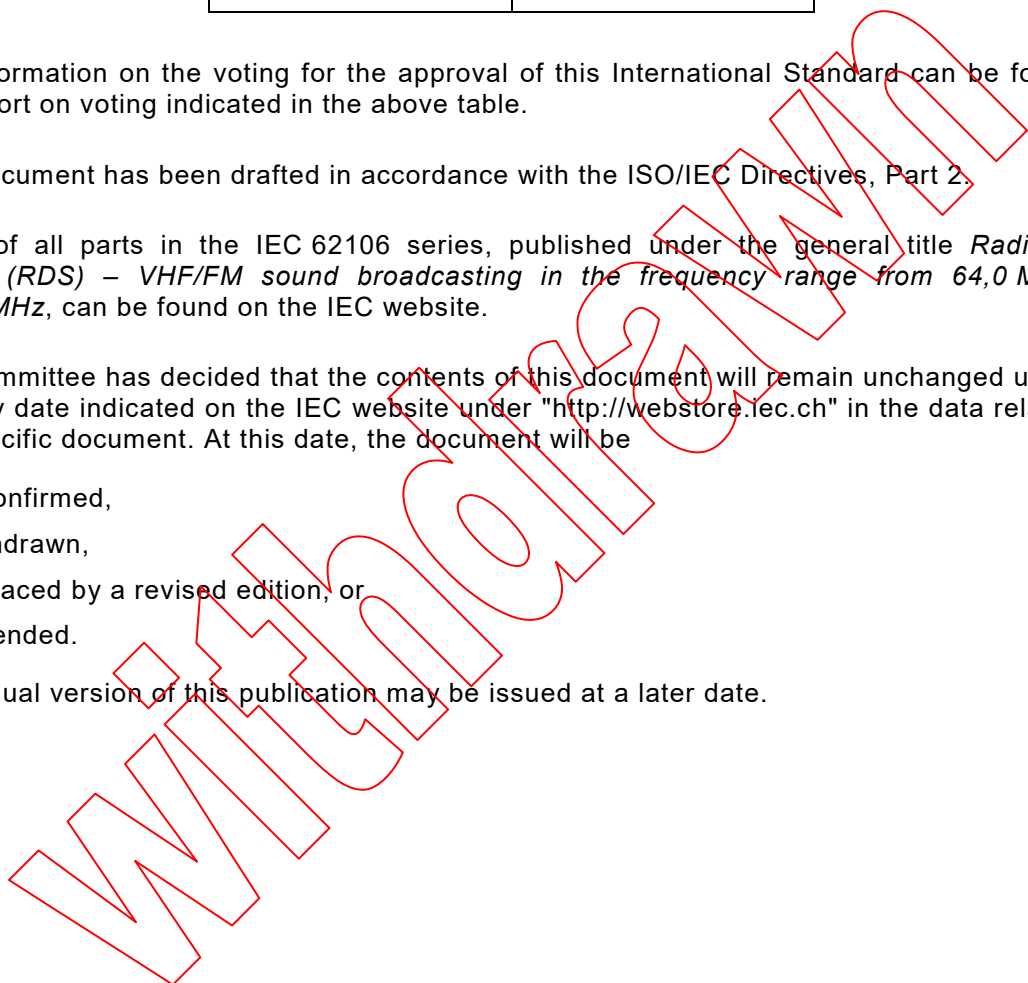 ormation on the voting for the approval of this International Standard can be fo
ort on voting indicated in the above table.
cument has been drafted in accordance with the ISO/IEC Directives, Part 2.
of all parts in the IEC 62106 series, published under the general title Radi
(RDS) – VHF/FM sound broadcasting in the frequency range from 64,0 M
MHz, can be found on the IEC website.
mmittee has decided that the contents of this document will remain unchanged u
y date indicated on the IEC website under "http://webstore.iec.ch" in the data rel
ecific document. At this date, the document will be
onfirmed,
ndrawn,
aced by a revised edition, or
ended.
ual version of this publication may be issued at a later date.
withdrawn